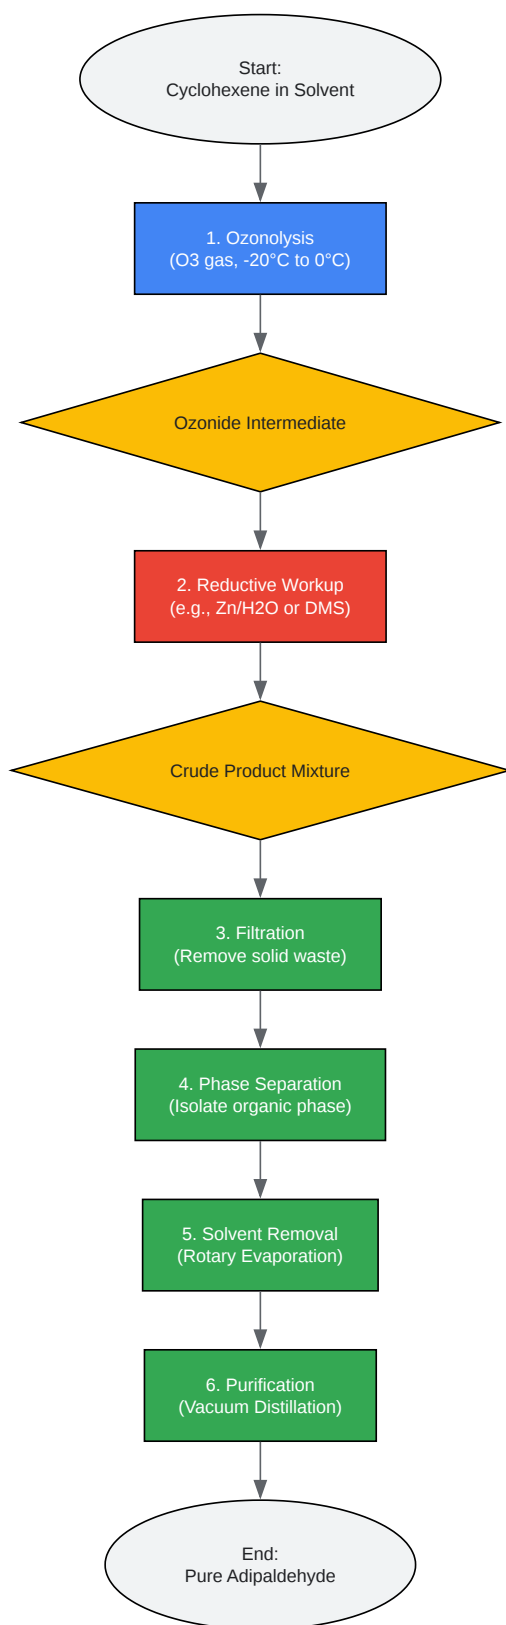 Start:
Cyclohexene in Solvent
1. Ozonolysis
(O3 gas, -20°C to 0°C)
Ozonide Intermediate
2. Reductive Workup
(e.g., Zn/H2O or DMS)
Crude Product Mixture
3. Filtration
(Remove solid waste)
4. Phase Separation
(Isolate organic phase)
5. Solvent Removal
(Rotary Evaporation)
6. Purification
(Vacuum Distillation)
End:
Pure Adipaldehyde